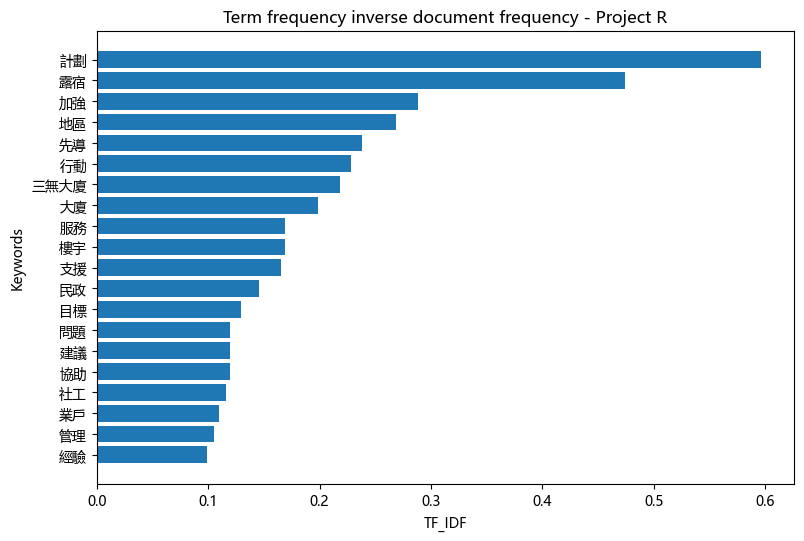 Term frequency inverse document frequency - Project R
Keywords
計劃
露宿
加強
地區
先導
行動
三無大廈
大廈
服務
樓宇
支援
民政
目標
問題
建議
協助
社工
業戶
管理
經驗
0.0 0.1 0.2 0.3 0.4 0.5 0.6
TF_IDF